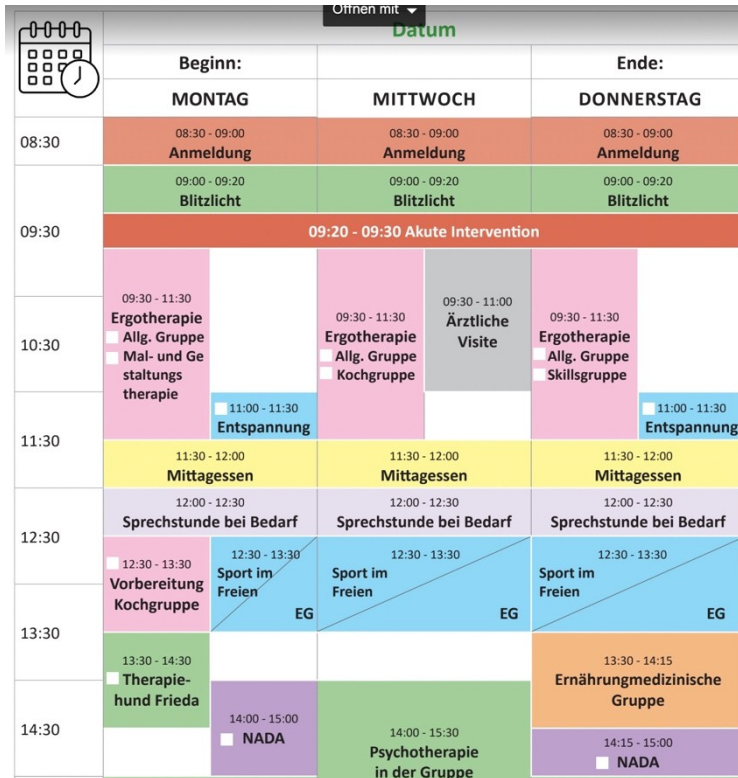 Öffnen mit
Datum
Beginn:
Ende:
MONTAG
MITTWOCH
DONNERSTAG
08:30
08:30 - 09:00
Anmeldung
08:30 - 09:00
Anmeldung
08:30 - 09:00
Anmeldung
09:00 - 09:20
Blitzlicht
09:00 - 09:20
Blitzlicht
09:00 - 09:20
Blitzlicht
09:30
09:20 - 09:30 Akute Intervention
09:30 - 11:30
Ergotherapie
Allg. Gruppe
Mal- und Ge
staltungs
therapie
09:30 - 11:30
Ergotherapie
Allg. Gruppe
Kochgruppe
09:30 - 11:00
Ärztliche
Visite
09:30 - 11:30
Ergotherapie
Allg. Gruppe
Skillsgruppe
10:30
11:00 - 11:30
Entspannung
11:00 - 11:30
Entspannung
11:30
11:30 - 12:00
Mittagessen
11:30 - 12:00
Mittagessen
11:30 - 12:00
Mittagessen
12:00 - 12:30
Sprechstunde bei Bedarf
12:00 - 12:30
Sprechstunde bei Bedarf
12:00 - 12:30
Sprechstunde bei Bedarf
12:30
12:30 - 13:30
Vorbereitung
Kochgruppe
12:30 - 13:30
Sport im
Freien
EG
12:30 - 13:30
Sport im
Freien
EG
12:30 - 13:30
Sport im
Freien
EG
13:30
13:30 - 14:30
Therapie-
hund Frieda
13:30 - 14:15
Ernährungmedizinische
Gruppe
14:30
14:00 - 15:00
NADA
14:00 - 15:30
Psychotherapie
in der Gruppe
14:15 - 15:00
NADA